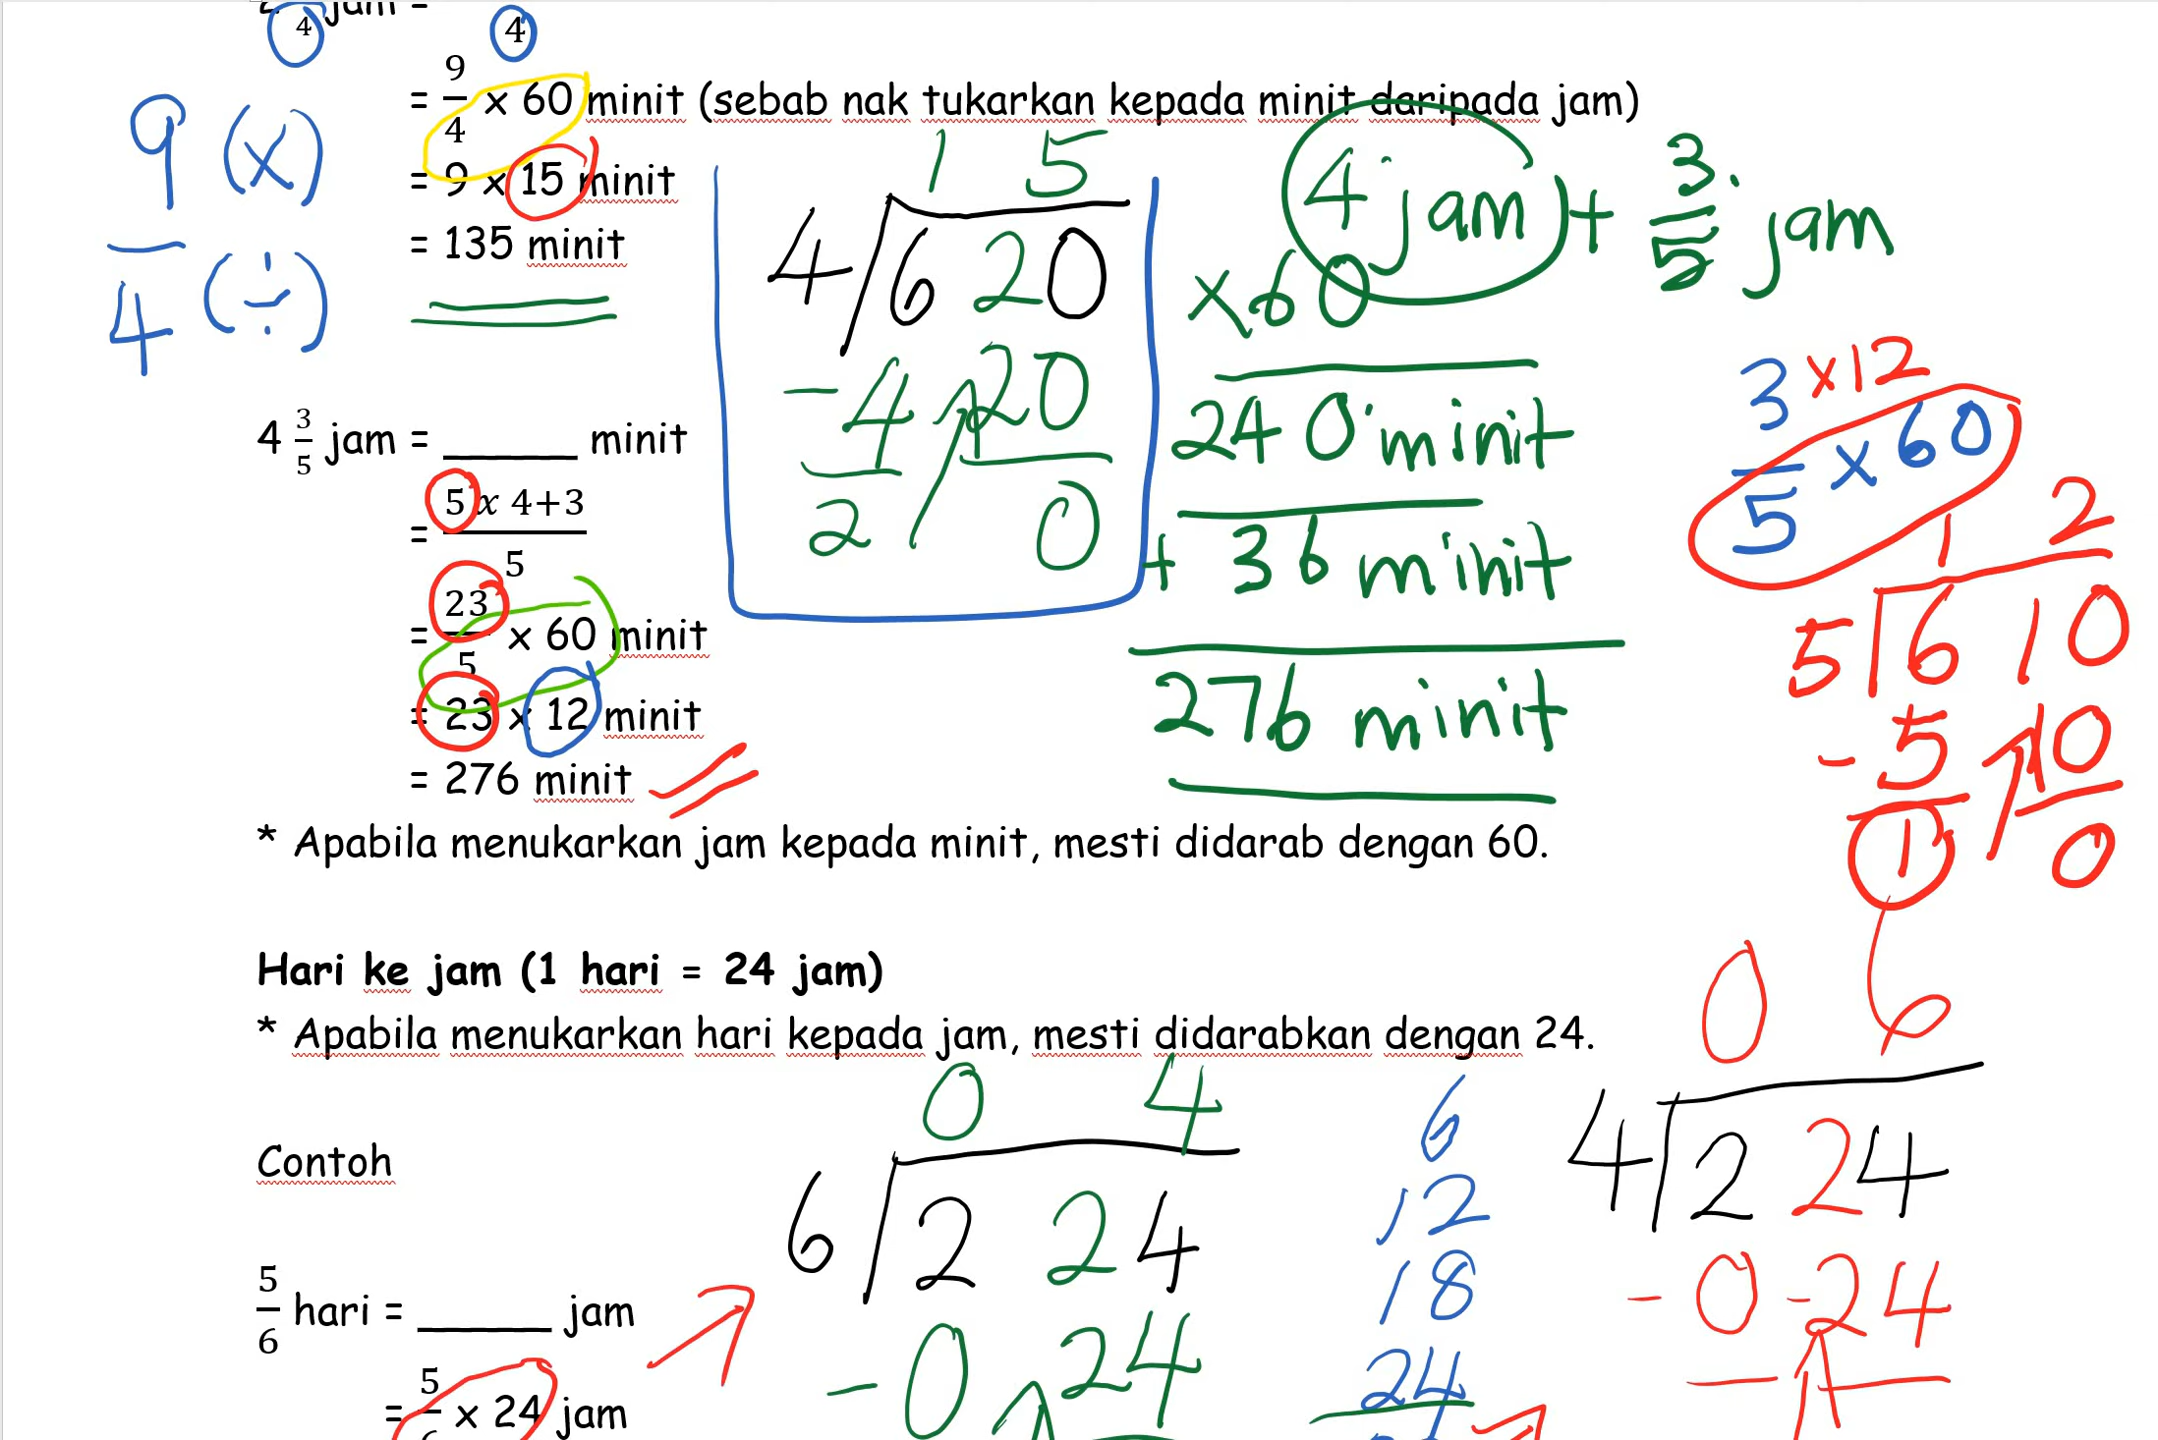 4 jam =
4
= 9/4 x 60 minit (sebab nak tukarkan kepada minit daripada jam)
= 9 x 15 minit
= 135 minit
9 (x)
4 (÷)
1 5
4 6 20
- 4 20
2 0
4 jam + 3/5 jam
x 60
240 minit
+ 36 minit
276 minit
3 x 12
5 x 60
1 2
5 6 10
- 5 10
1 0
4 3/5 jam = ______ minit
= 5 x 4+3
5
= 23/5 x 60 minit
= 23 x 12 minit
= 276 minit
* Apabila menukarkan jam kepada minit, mesti didarab dengan 60.
Hari ke jam (1 hari = 24 jam)
* Apabila menukarkan hari kepada jam, mesti didarabkan dengan 24.
Contoh
0 4
6 2 24
- 0 24
6
12
18
24
0 6
4 2 24
- 0 - 24
5/6 hari = ______ jam
= 5/6 x 24 jam